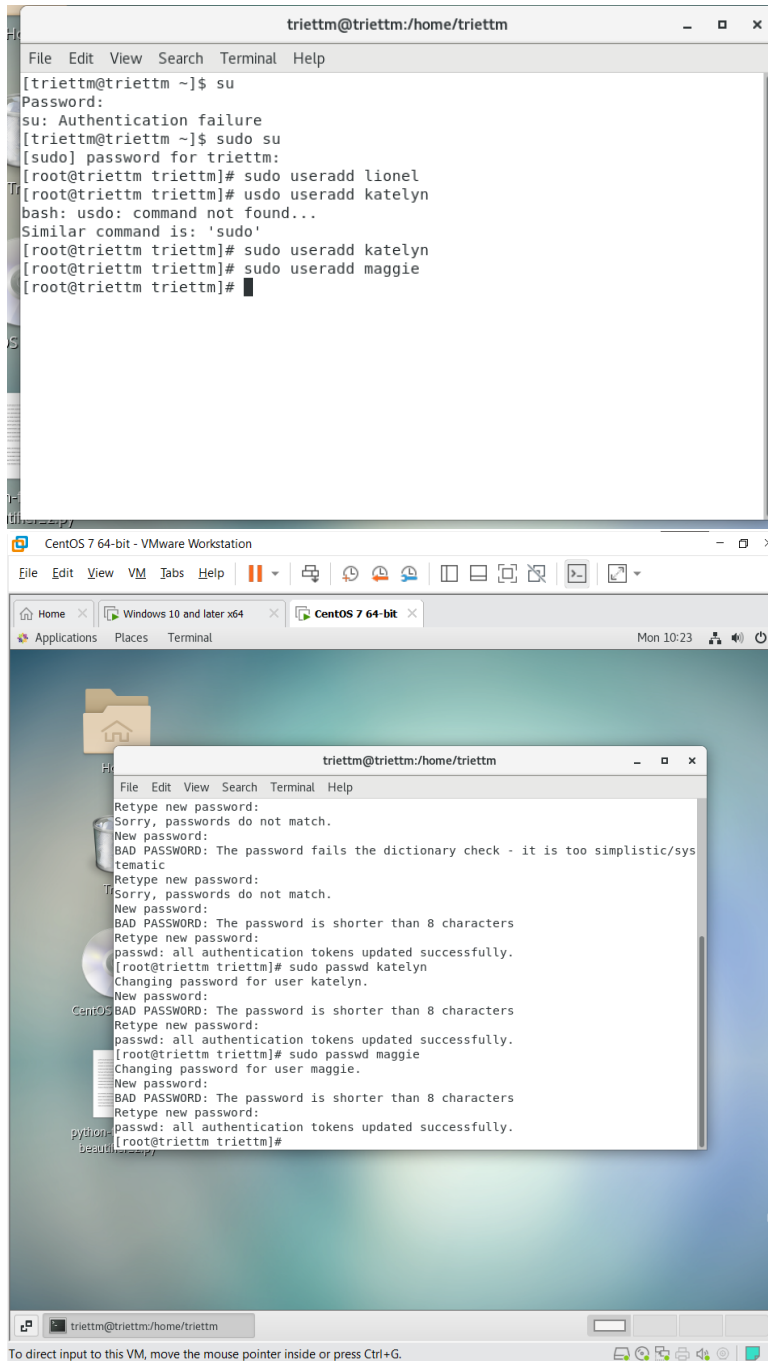 triettm@triettm:/home/triettm
File Edit View Search Terminal Help
[triettm@triettm ~]$ su
Password:
su: Authentication failure
[triettm@triettm ~]$ sudo su
[sudo] password for triettm:
[root@triettm triettm]# sudo useradd lionel
[root@triettm triettm]# usdo useradd katelyn
bash: usdo: command not found...
Similar command is: 'sudo'
[root@triettm triettm]# sudo useradd katelyn
[root@triettm triettm]# sudo useradd maggie
[root@triettm triettm]#
CentOS 7 64-bit - VMware Workstation
File Edit View VM Tabs Help
Home Windows 10 and later x64 CentOS 7 64-bit
Applications Places Terminal Mon 10:23
triettm@triettm:/home/triettm
File Edit View Search Terminal Help
Retype new password:
Sorry, passwords do not match.
New password:
BAD PASSWORD: The password fails the dictionary check - it is too simplistic/sys
tematic
Retype new password:
Sorry, passwords do not match.
New password:
BAD PASSWORD: The password is shorter than 8 characters
Retype new password:
passwd: all authentication tokens updated successfully.
[root@triettm triettm]# sudo passwd katelyn
Changing password for user katelyn.
New password:
BAD PASSWORD: The password is shorter than 8 characters
Retype new password:
passwd: all authentication tokens updated successfully.
[root@triettm triettm]# sudo passwd maggie
Changing password for user maggie.
New password:
BAD PASSWORD: The password is shorter than 8 characters
Retype new password:
passwd: all authentication tokens updated successfully.
[root@triettm triettm]#
CentOS
python-
triettm@triettm:/home/triettm
To direct input to this VM, move the mouse pointer inside or press Ctrl+G.